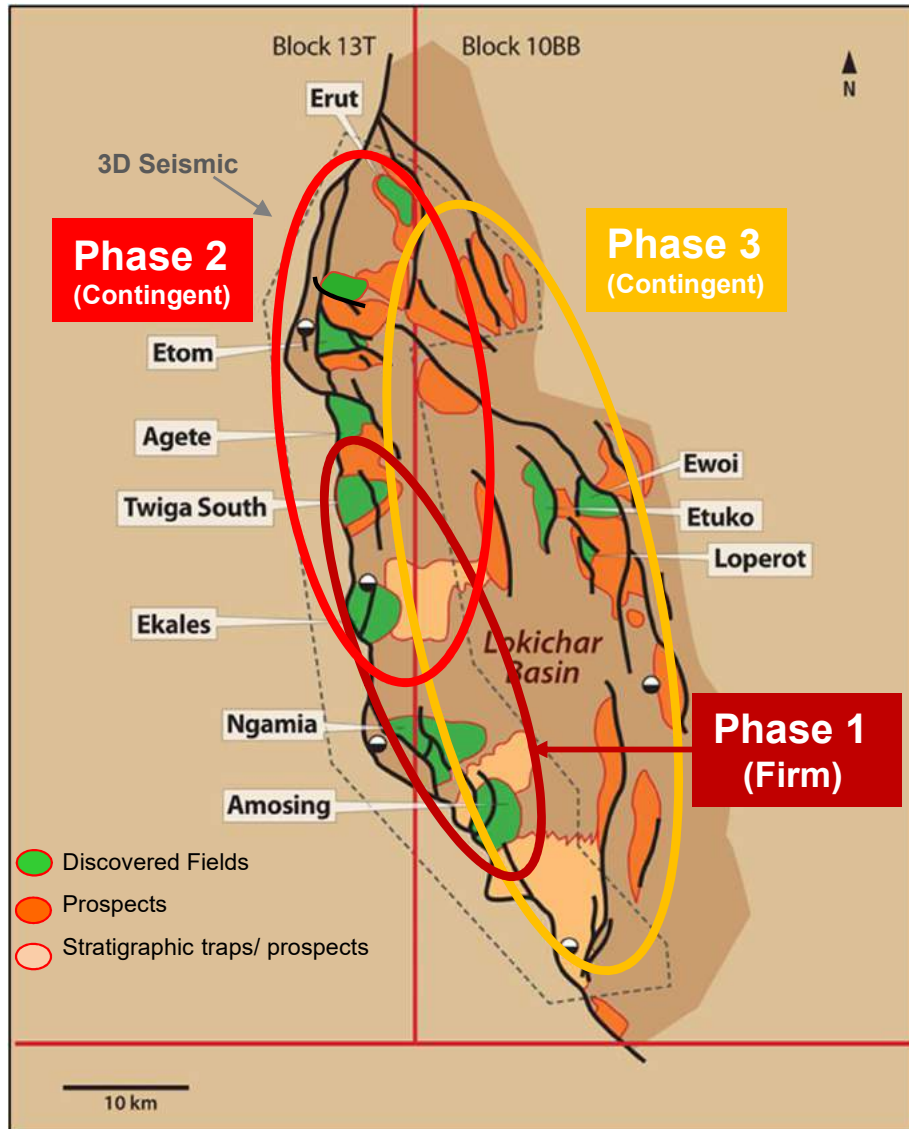 Block 13T
Block 10BB
N
Erut
3D Seismic
Phase 2
(Contingent)
Phase 3
(Contingent)
Etom
Agete
Ewoi
Twiga South
Etuko
Loperot
Ekales
Lokichar
Basin
Ngamia
Phase 1
(Firm)
Amosing
Discovered Fields
Prospects
Stratigraphic traps/ prospects
10 km